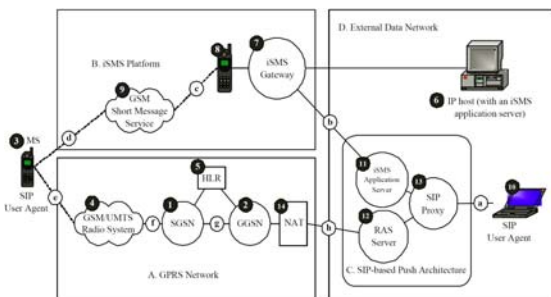 B. iSMS Platform
8
7
iSMS
Gateway
D. External Data Network
9
GSM
Short Message
Service
c
d
3 MS
SIP
User Agent
e
6 IP host (with an iSMS
application server)
b
11
iSMS
Application
Server
13
SIP
Proxy
a
10
SIP
User Agent
12
RAS
Server
C. SIP-based Push Architecture
5
HLR
4
GSM/UMTS
Radio System
f
1
SGSN
g
2
GGSN
14
NAT
h
A. GPRS Network